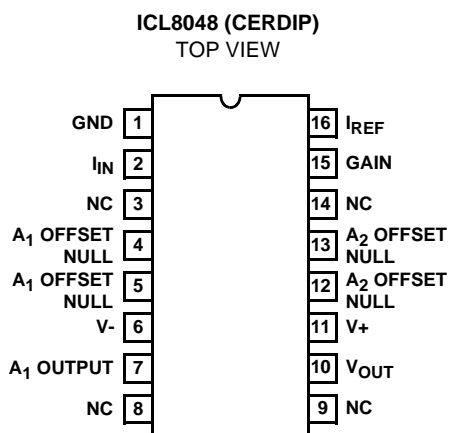 ICL8048 (CERDIP)
TOP VIEW
GND 1
IIN 2
NC 3
A1 OFFSET
NULL 4
A1 OFFSET
NULL 5
V- 6
A1 OUTPUT 7
NC 8
16 IREF
15 GAIN
14 NC
13 A2 OFFSET
NULL
12 A2 OFFSET
NULL
11 V+
10 VOUT
9 NC